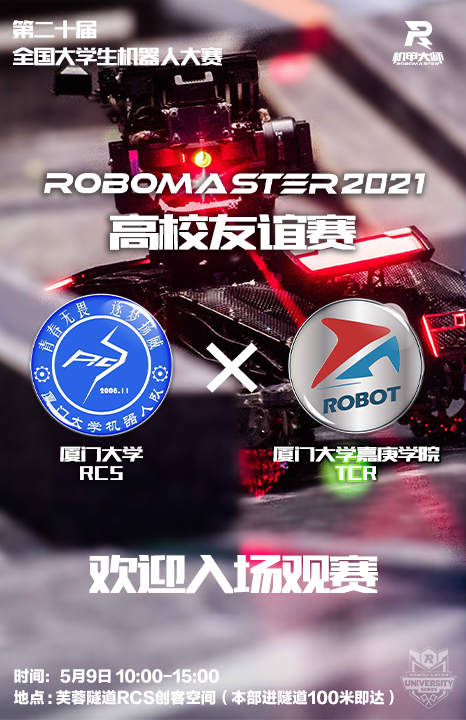 第二十届
全国大学生机器人大赛
机甲大师
ROBOMASTER
ROBOMASTER2021
高校友谊赛
青春无畏 逐梦扬威
2008.11
厦门大学机器人队
×
ROBOT
厦门大学
RCS
厦门大学嘉庚学院
TCR
欢迎入场观赛
时间：5月9日 10:00-15:00
地点：芙蓉隧道RCS创客空间（本部进隧道100米即达）
ROBOMASTER
UNIVERSITY
SERIES